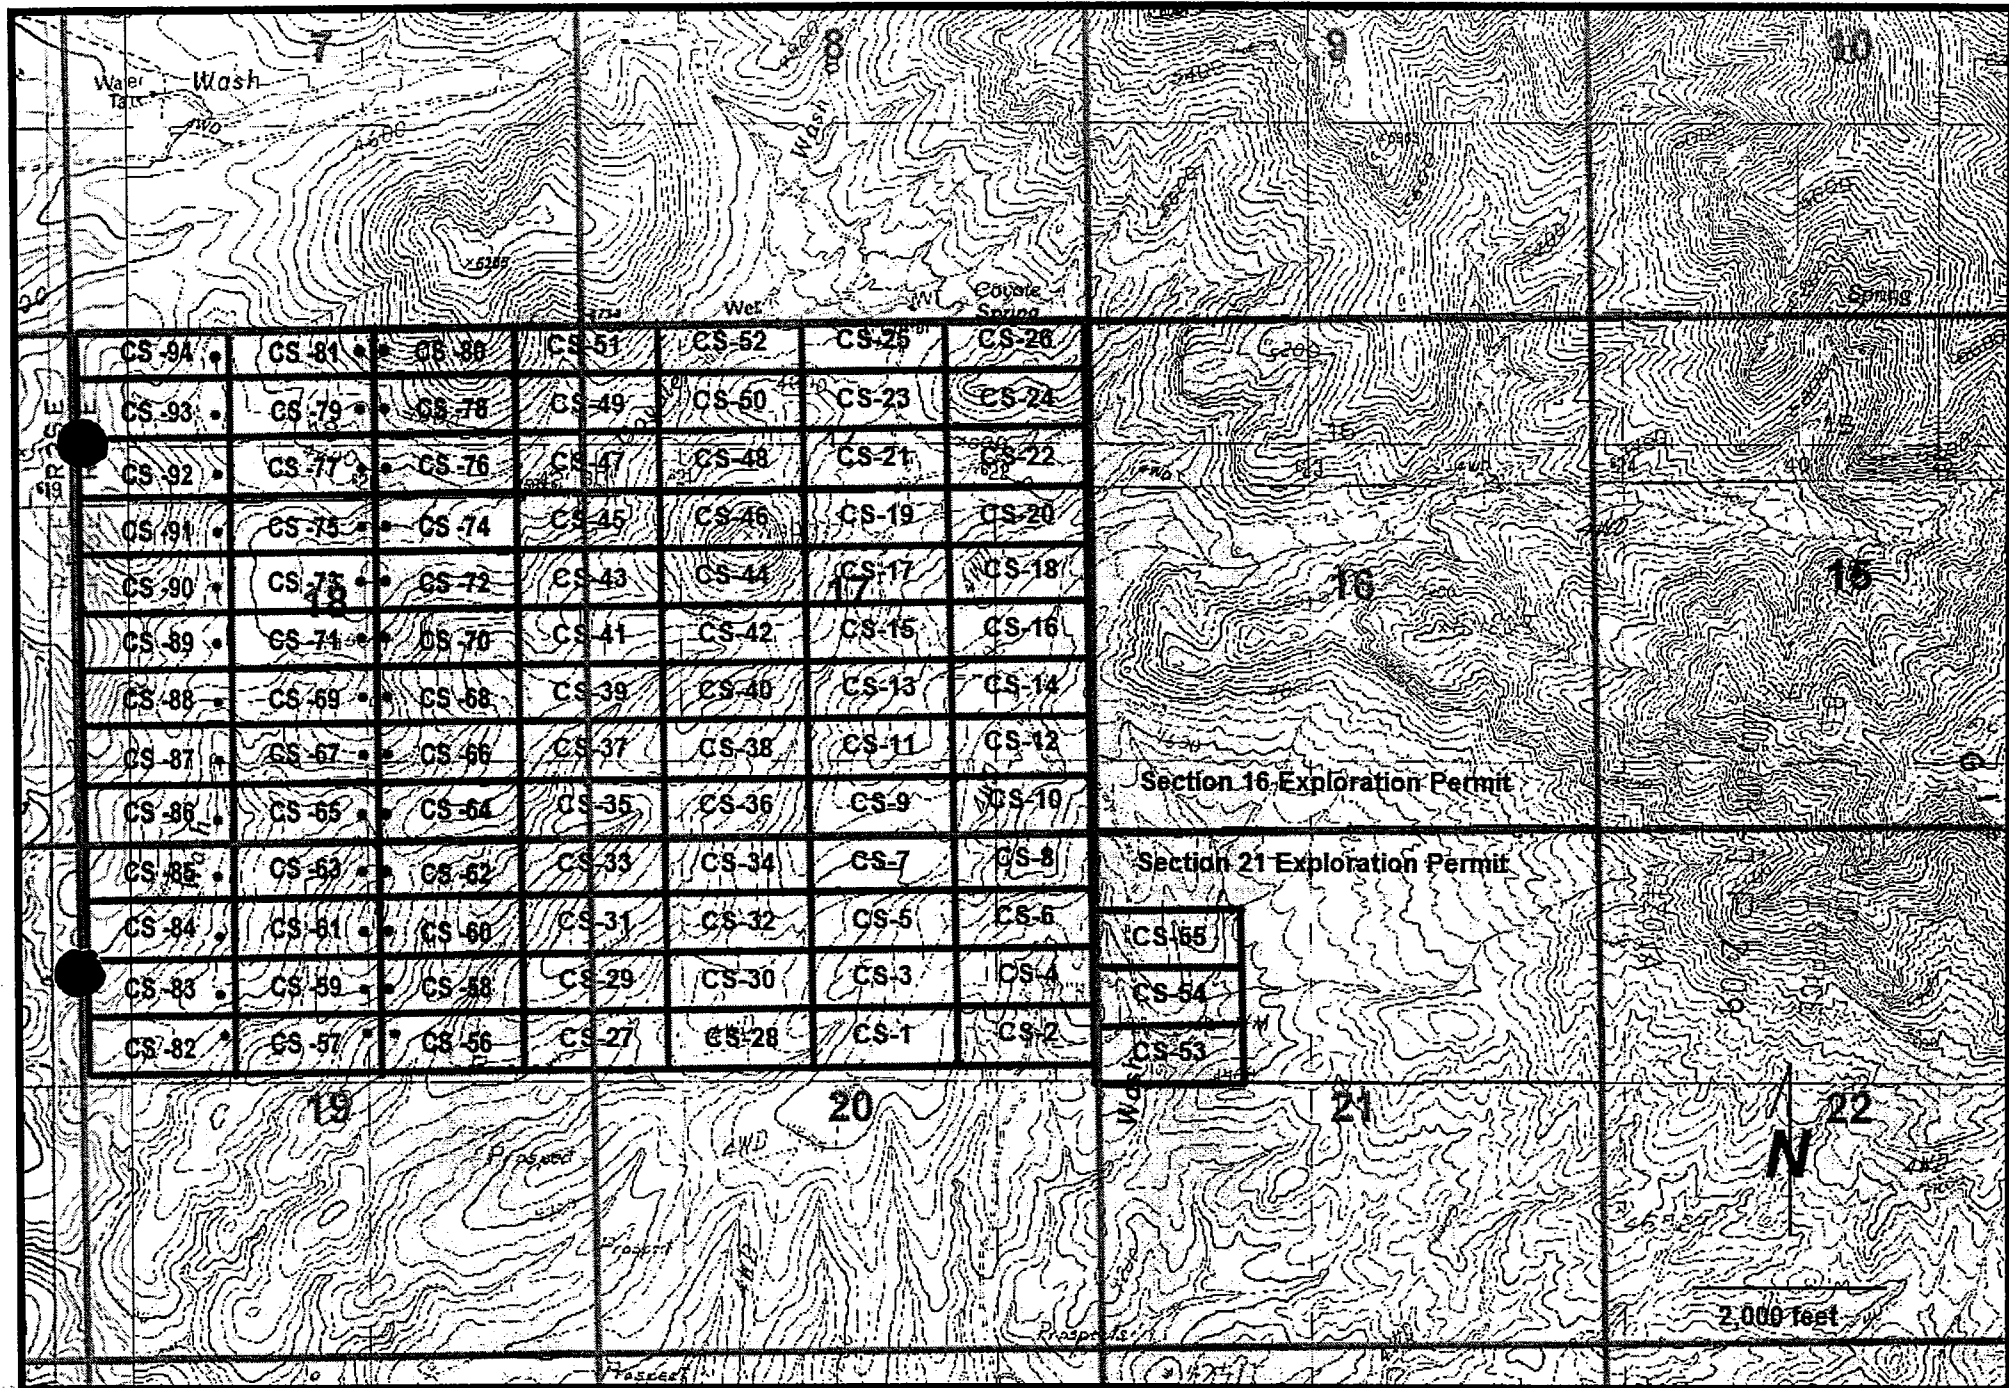 7
8
9
10
Water
Wash
4WD
Wash
×6285
Wet
Coyote
Spring
Spring
CS -94
CS -81
CS -80
CS-51
CS-52
CS-25
CS-26
CS -93
CS -79
CS -78
CS-49
CS-50
CS-23
CS-24
CS -92
CS -77
CS -76
CS-47
CS-48
CS-21
CS-22
CS -91
CS -75
CS -74
CS-45
CS-46
CS-19
CS-20
CS -90
CS -73
CS -72
CS-43
CS-44
CS-17
CS-18
18
17
16
15
CS -89
CS -71
CS -70
CS-41
CS-42
CS-15
CS-16
CS -88
CS -69
CS -68
CS-39
CS-40
CS-13
CS-14
CS -87
CS -67
CS -66
CS-37
CS-38
CS-11
CS-12
Section 16 Exploration Permit
CS -86
CS -65
CS -64
CS-35
CS-36
CS-9
CS-10
CS -85
CS -63
CS -62
CS-33
CS-34
CS-7
CS-8
Section 21 Exploration Permit
CS -84
CS -61
CS -60
CS-31
CS-32
CS-5
CS-6
CS-55
CS -83
CS -59
CS -58
CS-29
CS-30
CS-3
CS-4
CS-54
CS -82
CS -57
CS -56
CS-27
CS-28
CS-1
CS-2
CS-53
Wash
19
20
21
22
Prospect
4WD
N
Prospect
4WD
2,000 feet
Prospects
Prospect